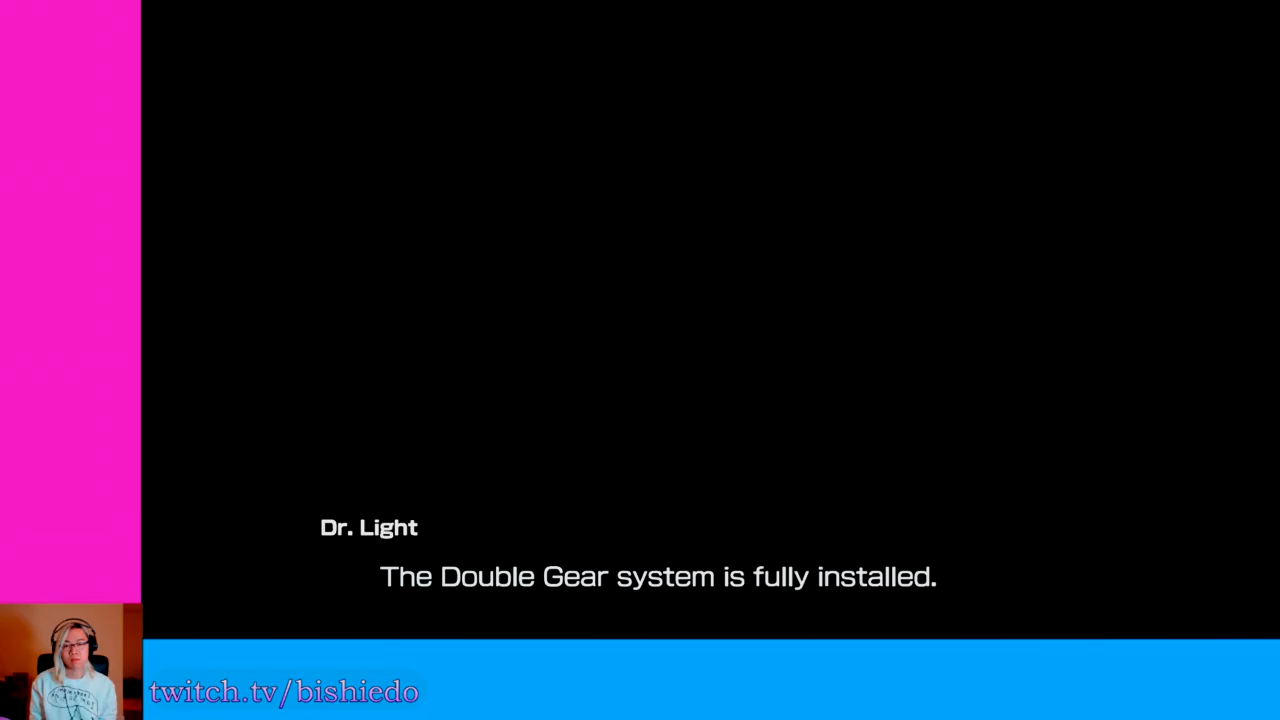 Dr. Light
The Double Gear system is fully installed.
twitch.tv/bishiedo